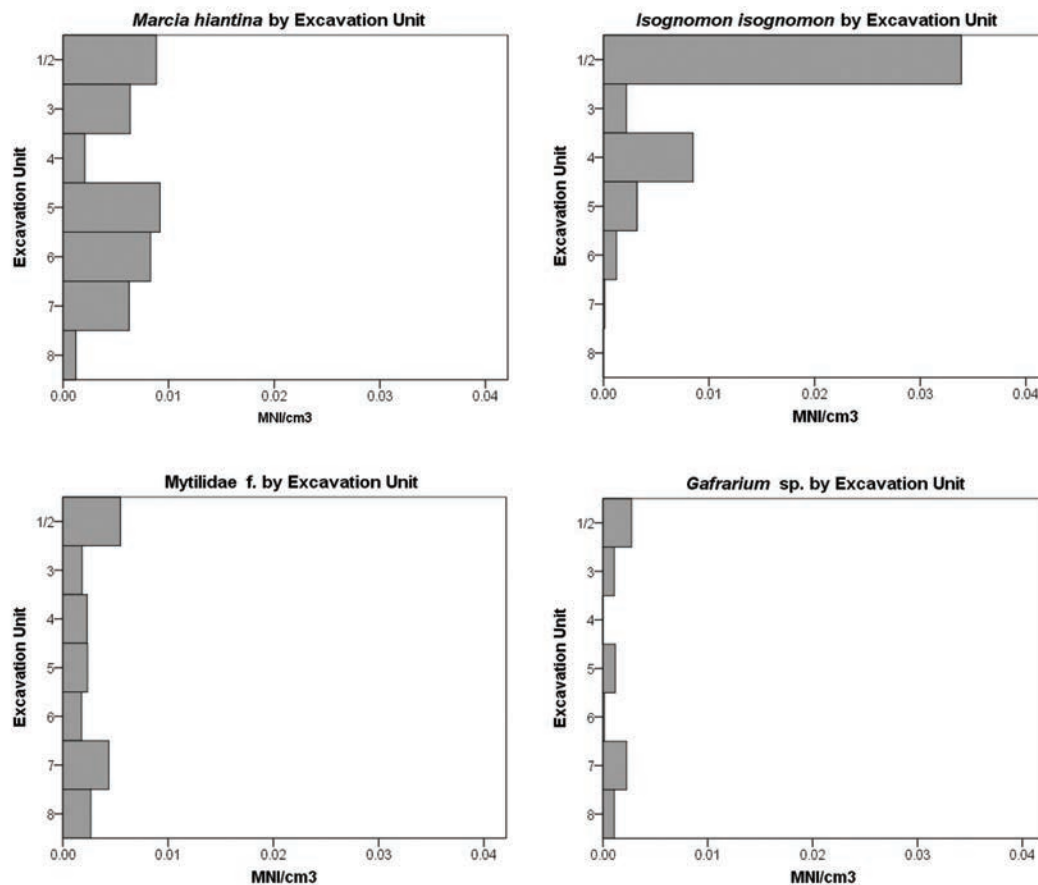 Marcia hiantina by Excavation Unit
Excavation Unit
1/2
3
4
5
6
7
8
0.00 0.01 0.02 0.03 0.04
MNI/cm3
Isognomon isognomon by Excavation Unit
Excavation Unit
1/2
3
4
5
6
7
8
0.00 0.01 0.02 0.03 0.04
MNI/cm3
Mytilidae f. by Excavation Unit
Excavation Unit
1/2
3
4
5
6
7
8
0.00 0.01 0.02 0.03 0.04
MNI/cm3
Gafrarium sp. by Excavation Unit
Excavation Unit
1/2
3
4
5
6
7
8
0.00 0.01 0.02 0.03 0.04
MNI/cm3